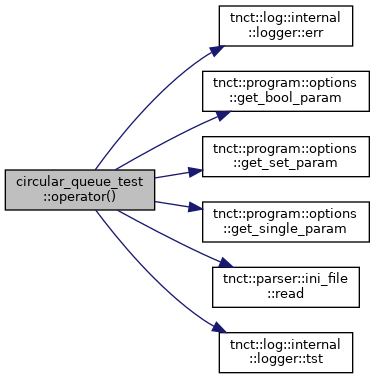 tnct::log::internal
::logger::err
tnct::program::options
::get_bool_param
tnct::program::options
::get_set_param
circular_queue_test
::operator()
tnct::program::options
::get_single_param
tnct::parser::ini_file
::read
tnct::log::internal
::logger::tst